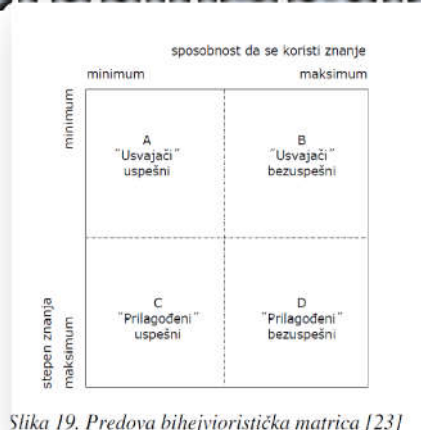 sposobnost da se koristi znanje
minimum
maksimum
minimum
A
B
"Usvajači"
"Usvajači"
uspešni
bezuspešni
C
D
"Prilagođeni"
"Prilagođeni"
uspešni
bezuspešni
stepen znanja
maksimum
Slika 19. Predova bihejvioristička matrica [23]